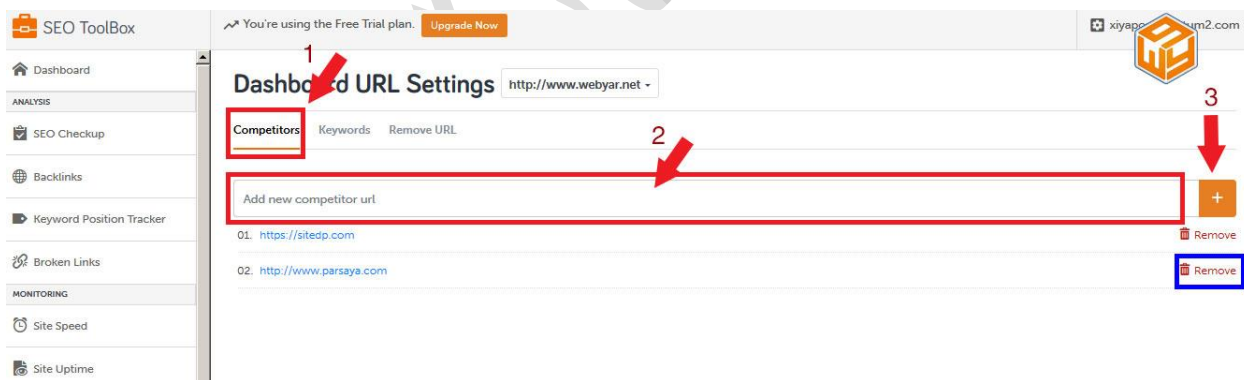 SEO ToolBox
You're using the Free Trial plan. Upgrade Now
Dashboard
ANALYSIS
SEO Checkup
Backlinks
Keyword Position Tracker
Broken Links
MONITORING
Site Speed
Site Uptime
1
URL Settings http://www.webyar.net
Competitors Keywords Remove URL
2
3
Add new competitor url
+
01. https://sitedp.com Remove
02. http://www.parsaya.com Remove